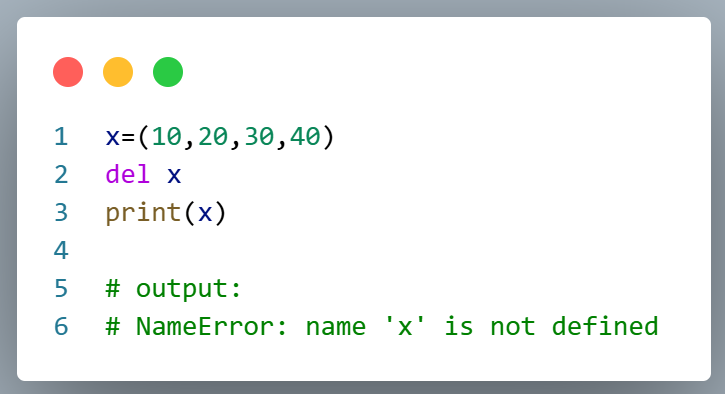 1 x=(10,20,30,40)
2 del x
3 print(x)
4
5 # output:
6 # NameError: name 'x' is not defined